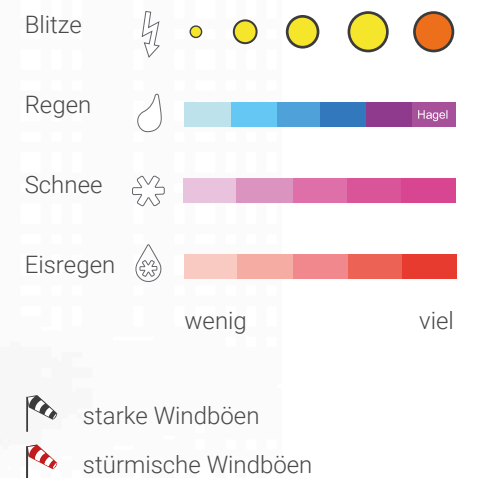 Blitze
Regen
Hagel
Schnee
Eisregen
wenig viel
starke Windböen
stürmische Windböen